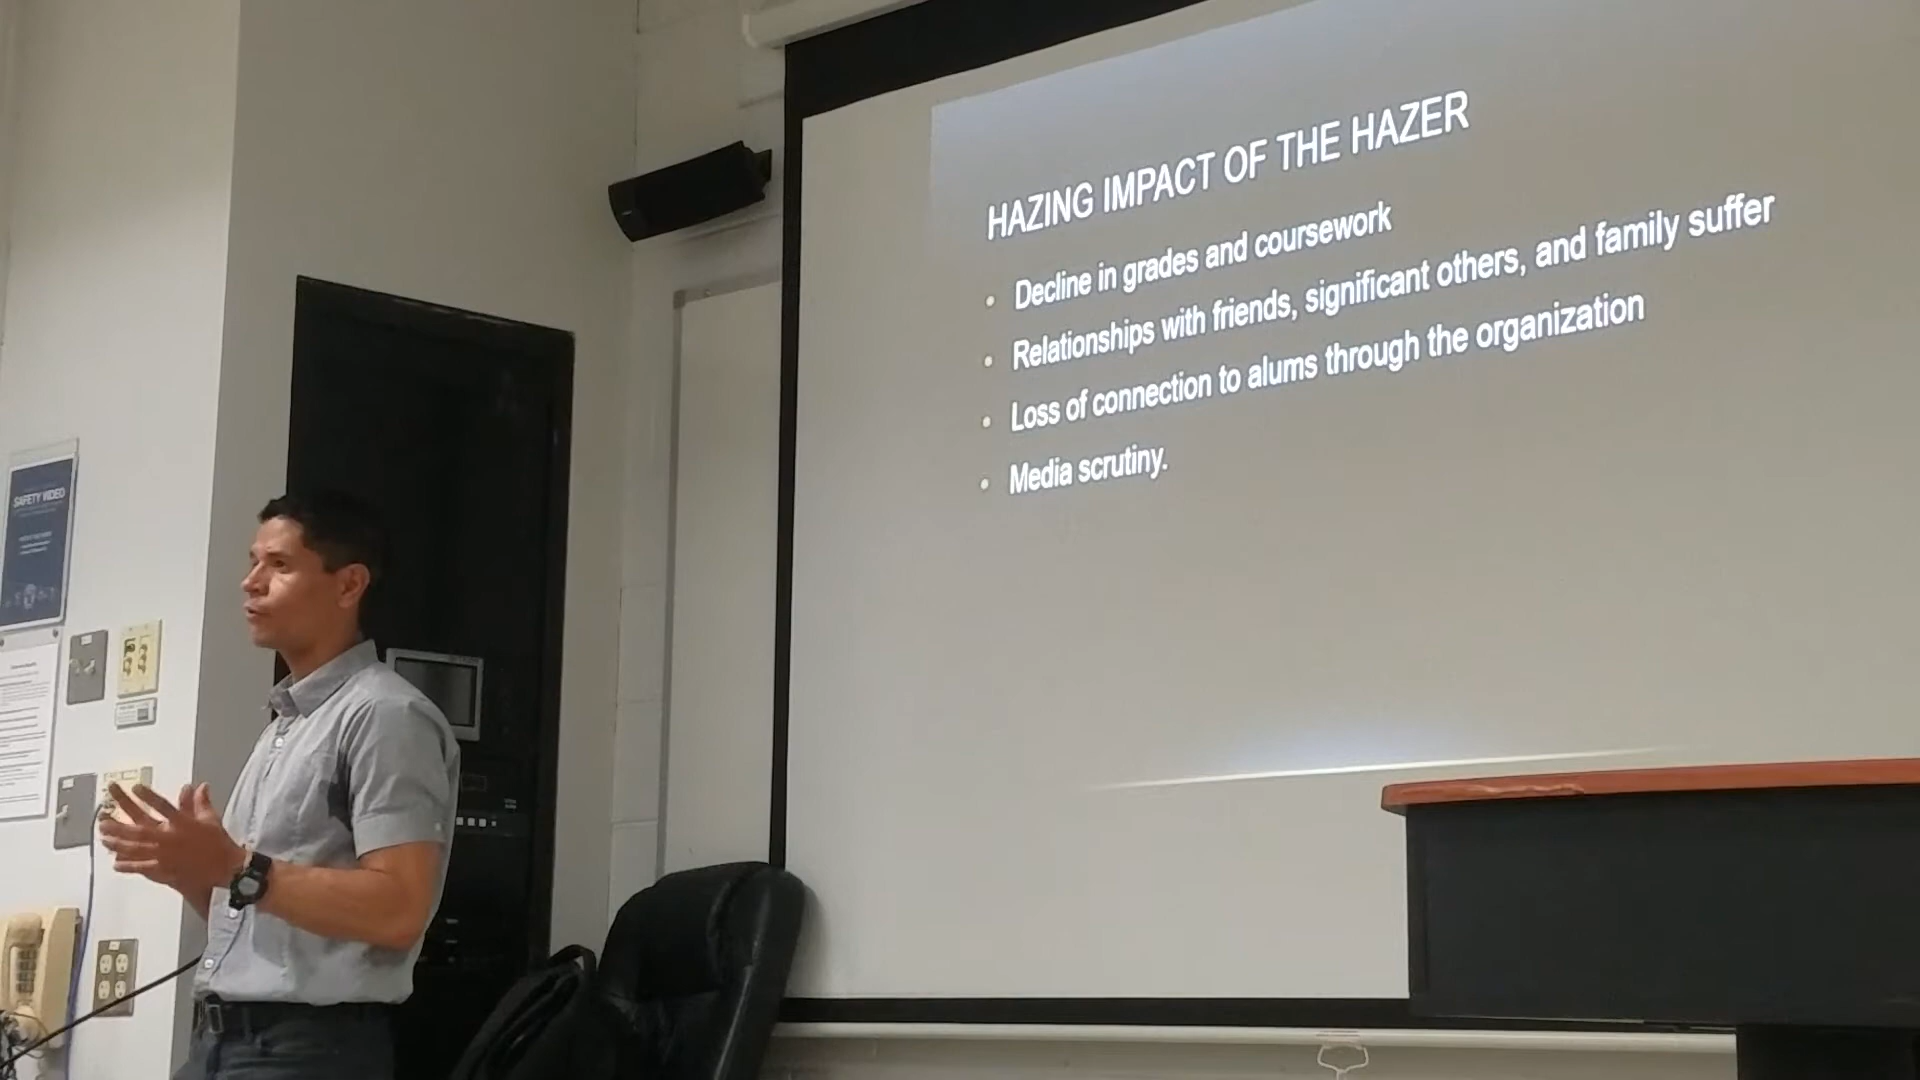 HAZING IMPACT OF THE HAZER
• Decline in grades and coursework
• Relationships with friends, significant others, and family suffer
• Loss of connection to alums through the organization
• Media scrutiny.
SAFETY VIDEO